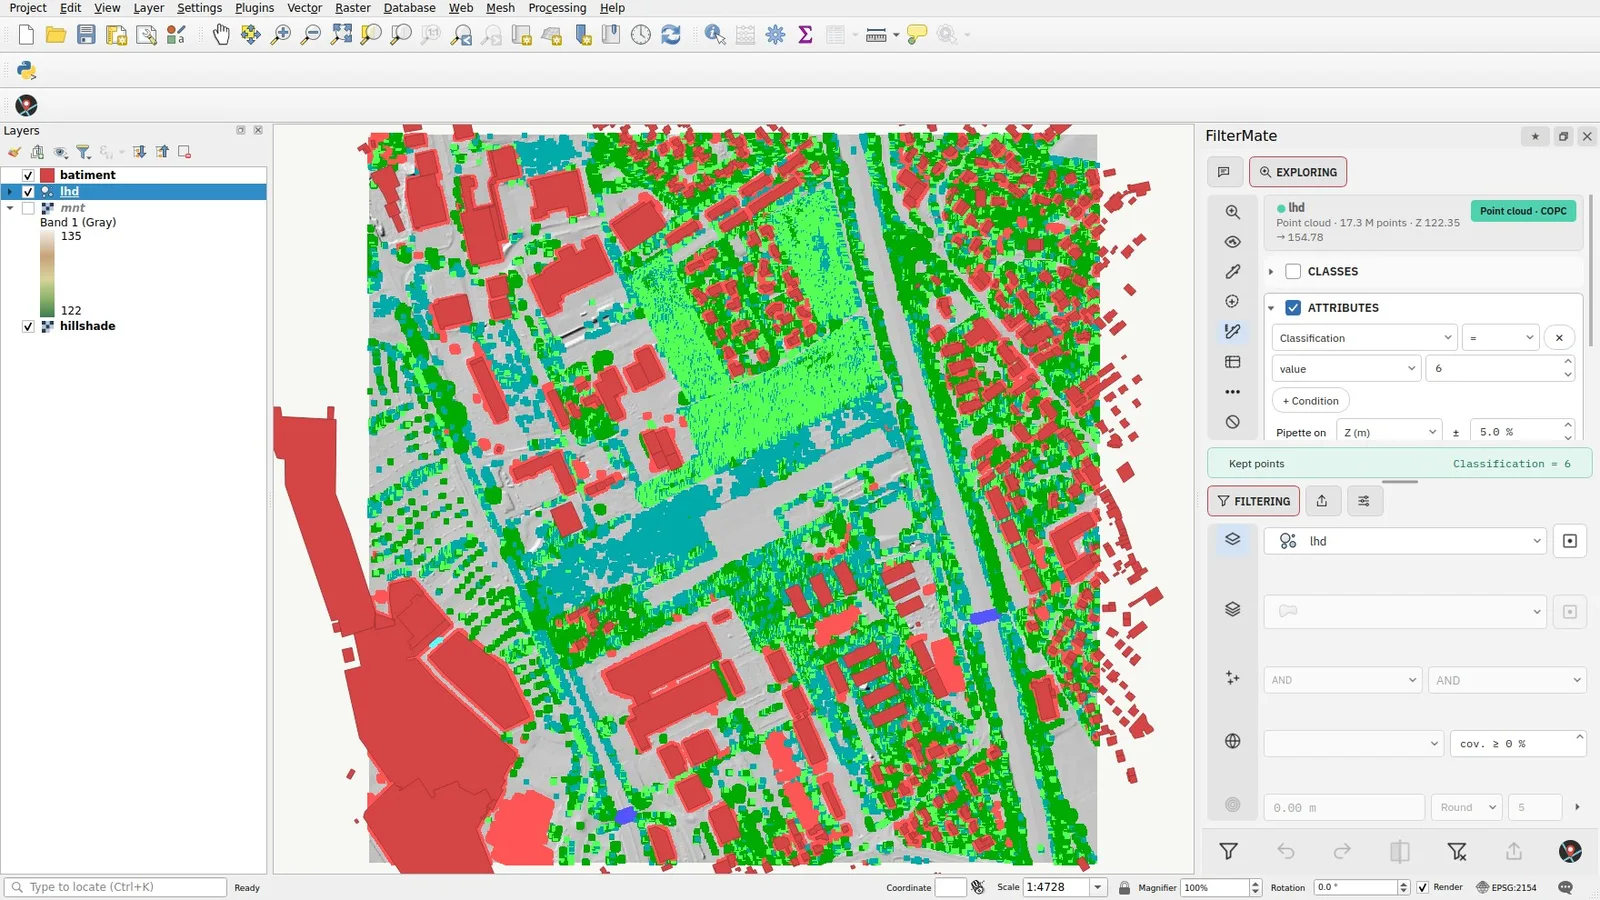 Project Edit View Layer Settings Plugins Vector Raster Database Web Mesh Processing Help
Layers
batiment
lhd
mnt
Band 1 (Gray)
135
122
hillshade
FilterMate
EXPLORING
lhd
Point cloud · 17.3 M points · Z 122.35
→ 154.78
Point cloud · COPC
CLASSES
ATTRIBUTES
Classification =
value 6
+ Condition
Pipette on Z (m) ± 5.0 %
Kept points Classification = 6
FILTERING
lhd
AND AND
cov. ≥ 0 %
0.00 m Round 5
Type to locate (Ctrl+K) Ready Coordinate Scale 1:4728 Magnifier 100% Rotation 0.0 ° Render EPSG:2154